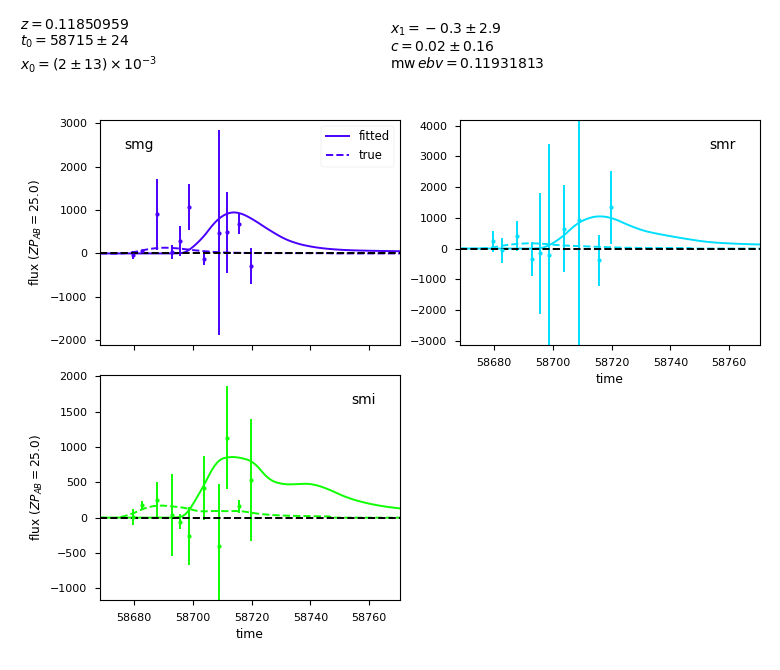 z = 0.11850959
t₀ = 58715 ± 24
x₀ = (2 ± 13) × 10⁻³
x₁ = −0.3 ± 2.9
c = 0.02 ± 0.16
mw ebv = 0.11931813
smg
fitted
true
3000
2000
1000
0
−1000
−2000
flux (ZP_AB = 25.0)
smr
4000
3000
2000
1000
0
−1000
−2000
−3000
58680
58700
58720
58740
58760
time
smi
2000
1500
1000
500
0
−500
−1000
flux (ZP_AB = 25.0)
58680
58700
58720
58740
58760
time